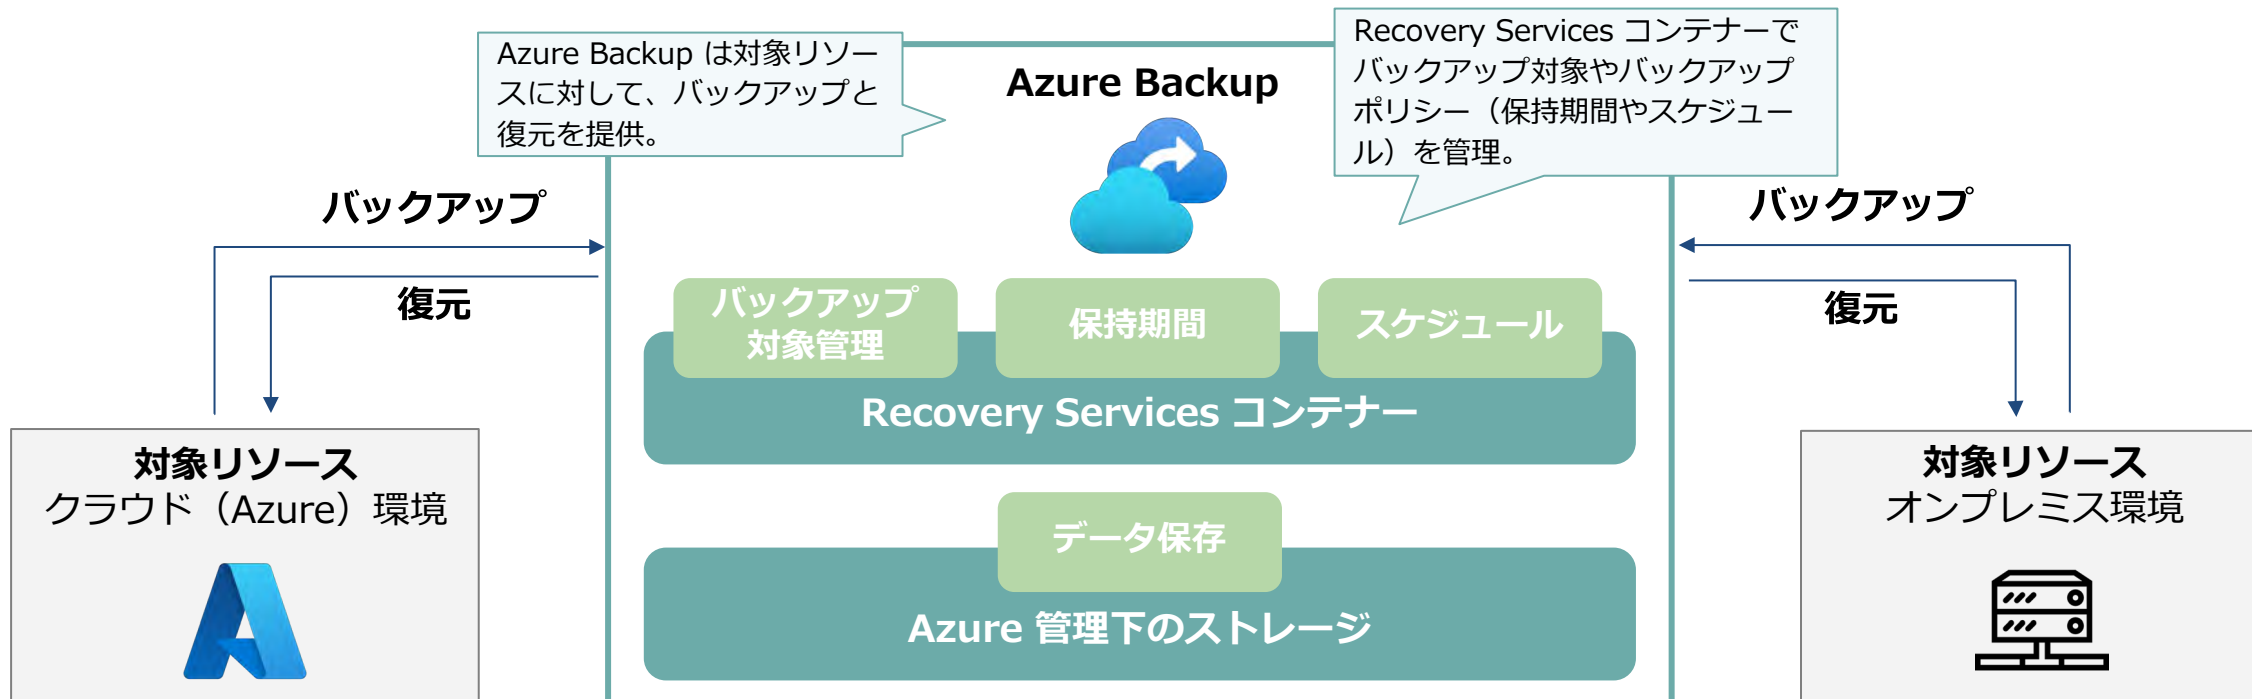 Azure Backup は対象リソー
スに対して、バックアップと
復元を提供。
Azure Backup
Recovery Services コンテナーで
バックアップ対象やバックアップ
ポリシー（保持期間やスケジュー
ル）を管理。
バックアップ
復元
バックアップ
復元
バックアップ
対象管理
保持期間
スケジュール
Recovery Services コンテナー
対象リソース
クラウド（Azure）環境
対象リソース
オンプレミス環境
データ保存
Azure 管理下のストレージ